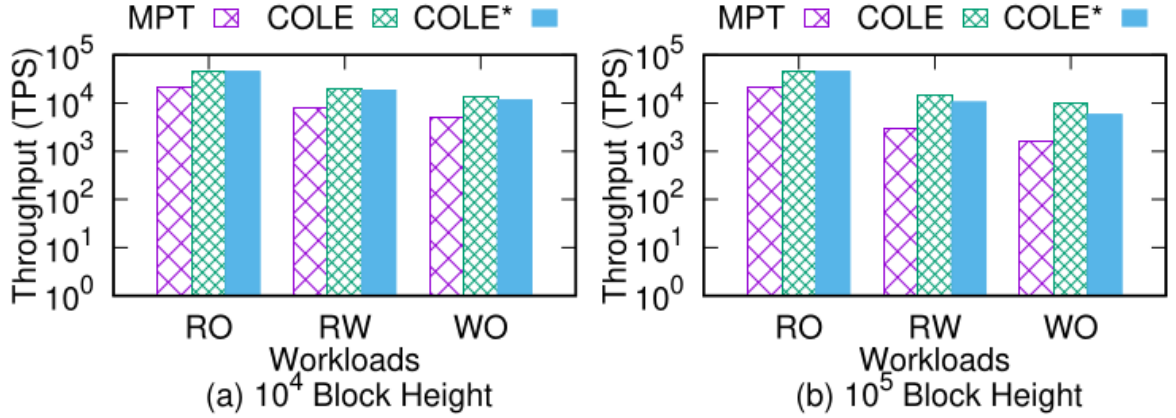 MPT COLE COLE*
Throughput (TPS)
10^5
10^4
10^3
10^2
10^1
10^0
RO RW WO
Workloads
(a) 10^4 Block Height
MPT COLE COLE*
Throughput (TPS)
10^5
10^4
10^3
10^2
10^1
10^0
RO RW WO
Workloads
(b) 10^5 Block Height